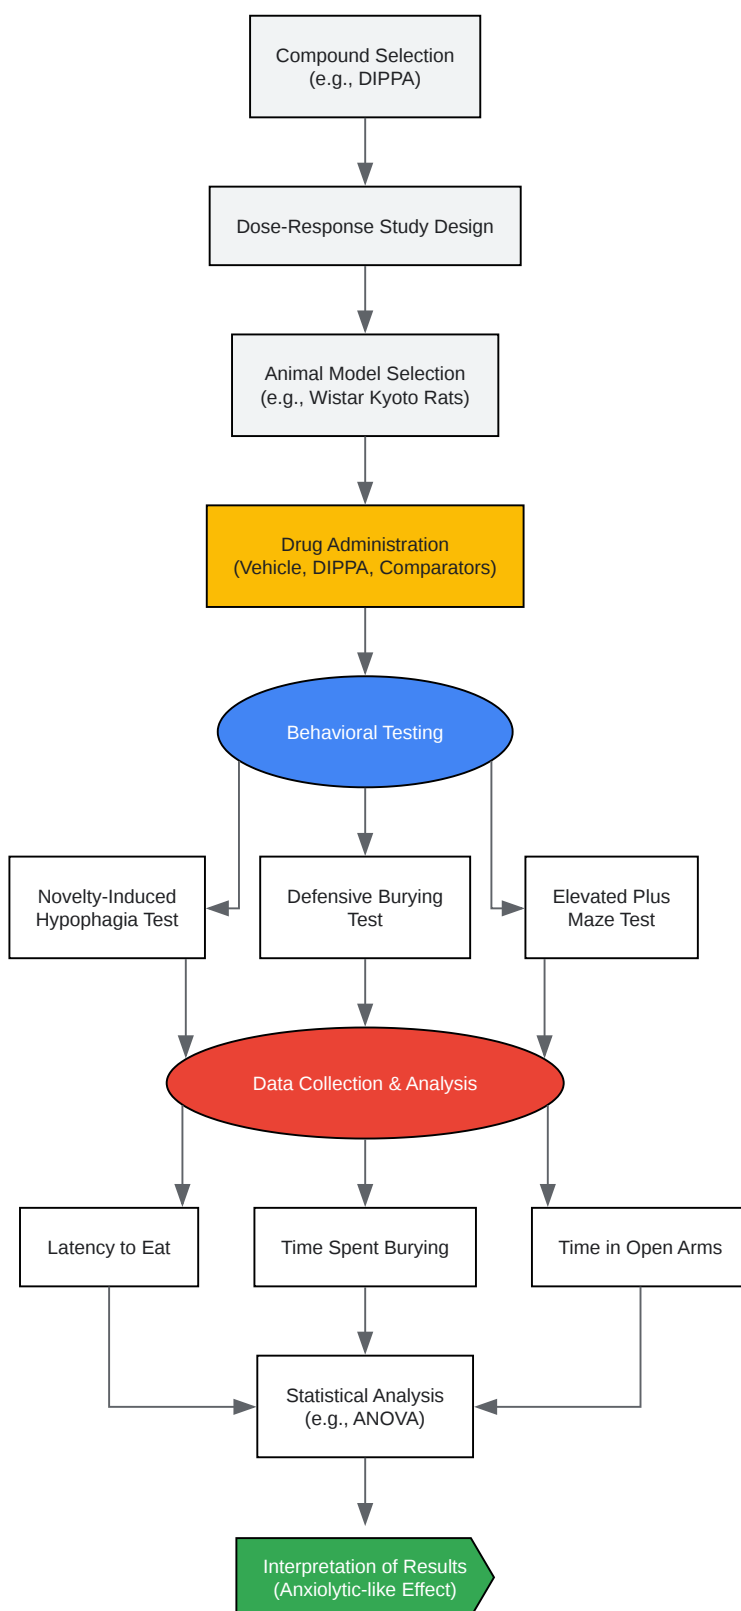 Compound Selection
(e.g., DIPPA)
Dose-Response Study Design
Animal Model Selection
(e.g., Wistar Kyoto Rats)
Drug Administration
(Vehicle, DIPPA, Comparators)
Behavioral Testing
Novelty-Induced
Hypophagia Test
Defensive Burying
Test
Elevated Plus
Maze Test
Data Collection & Analysis
Latency to Eat
Time Spent Burying
Time in Open Arms
Statistical Analysis
(e.g., ANOVA)
Interpretation of Results
(Anxiolytic-like Effect)